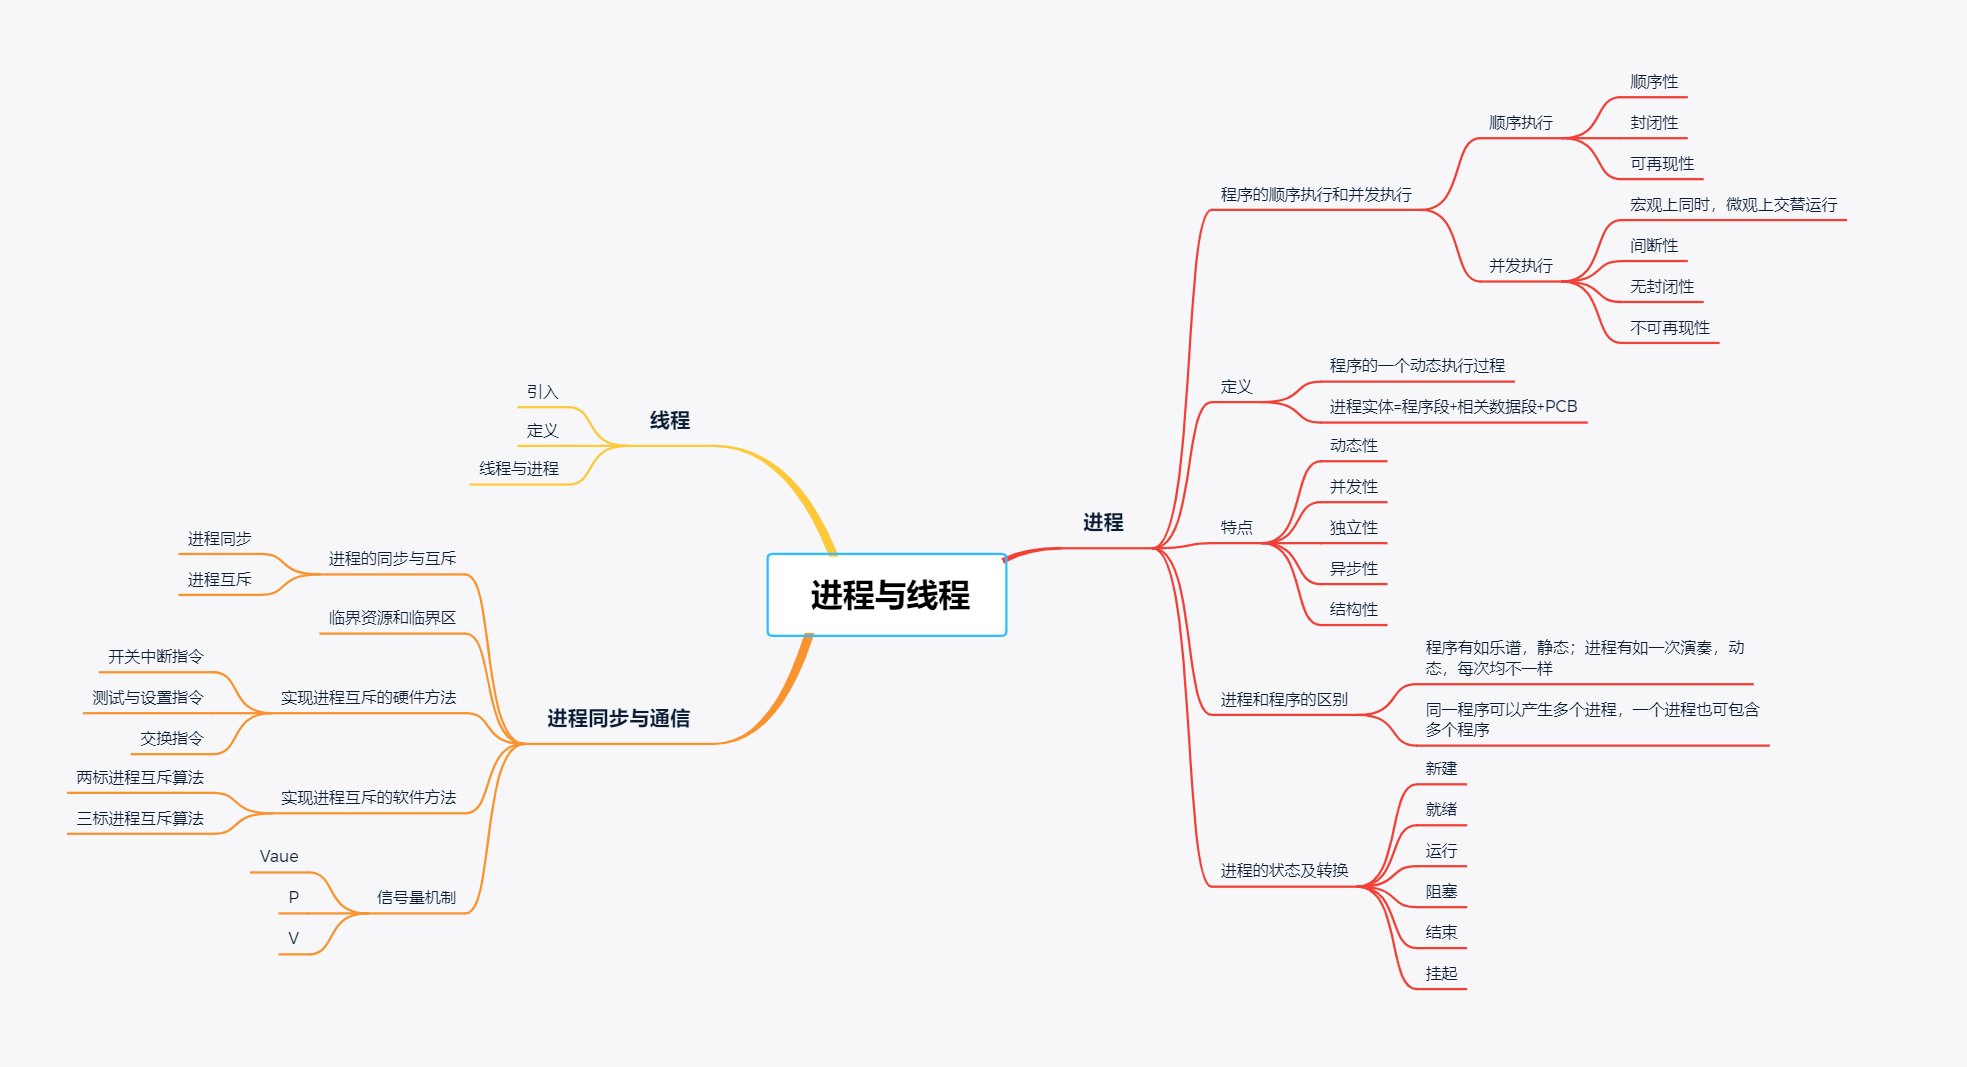 进程与线程
进程
程序的顺序执行和并发执行
顺序执行
顺序性
封闭性
可再现性
并发执行
宏观上同时，微观上交替运行
间断性
无封闭性
不可再现性
定义
程序的一个动态执行过程
进程实体=程序段+相关数据段+PCB
特点
动态性
并发性
独立性
异步性
结构性
进程和程序的区别
程序有如乐谱，静态；进程有如一次演奏，动
态，每次均不一样
同一程序可以产生多个进程，一个进程也可包含
多个程序
进程的状态及转换
新建
就绪
运行
阻塞
结束
挂起
线程
引入
定义
线程与进程
进程同步与通信
进程的同步与互斥
进程同步
进程互斥
临界资源和临界区
实现进程互斥的硬件方法
开关中断指令
测试与设置指令
交换指令
实现进程互斥的软件方法
两标进程互斥算法
三标进程互斥算法
信号量机制
Vaue
P
V